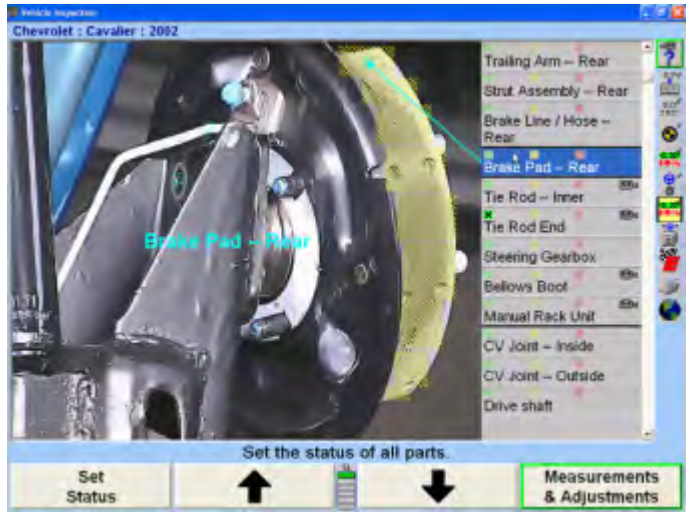 Vehicle Inspection
Chevrolet : Cavalier : 2002
Trailing Arm – Rear
Strut Assembly – Rear
Brake Line / Hose –
Rear
Brake Pad – Rear
Tie Rod – Inner
Tie Rod End
Steering Gearbox
Bellows Boot
Manual Rack Unit
CV Joint – Inside
CV Joint – Outside
Drive shaft
Brake Pad – Rear
Set the status of all parts.
Set
Status
Measurements
& Adjustments